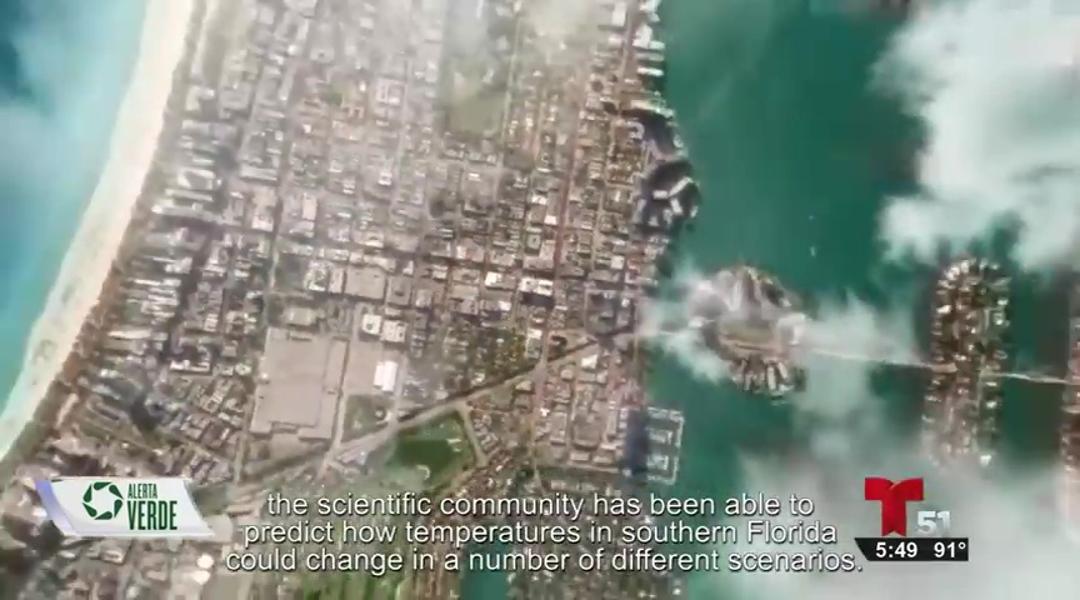 ALERTA
VERDE
the scientific community has been able to
predict how temperatures in southern Florida
could change in a number of different scenarios.
51
5:49 91°